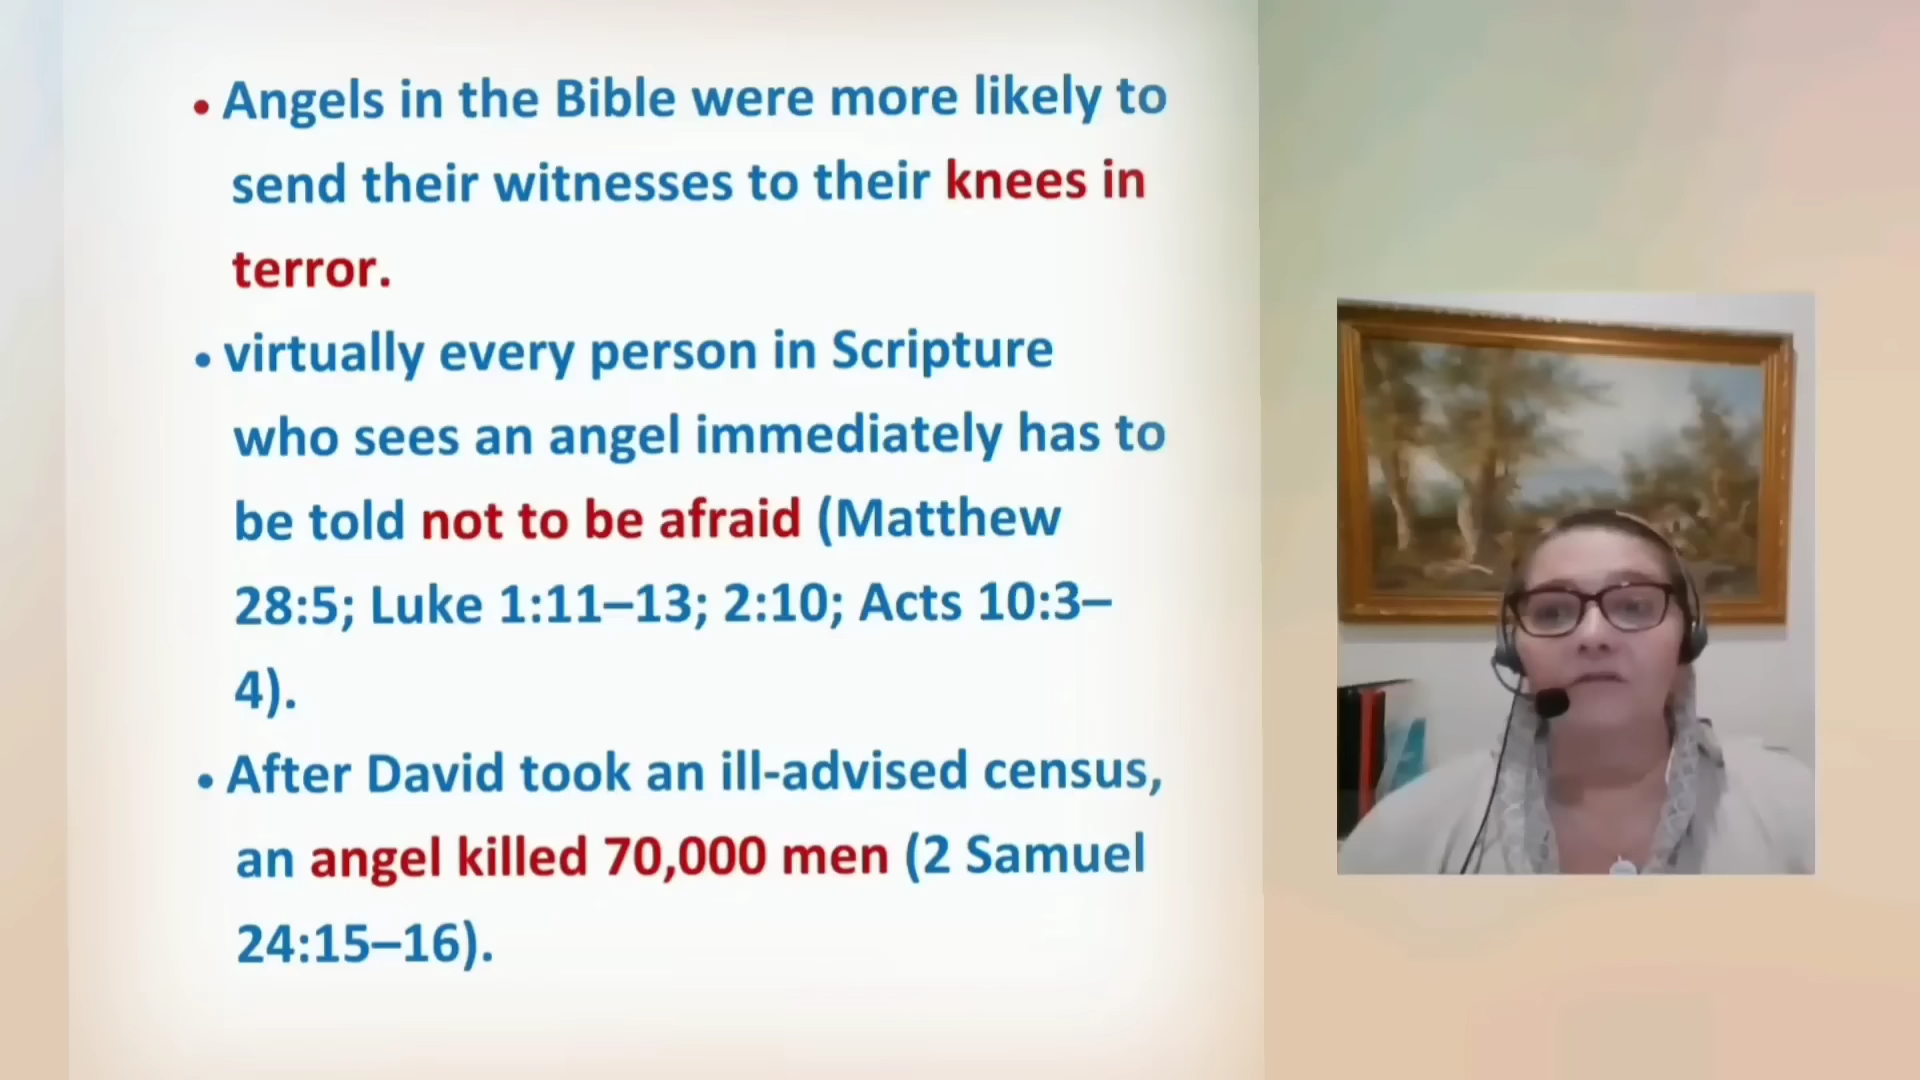 • Angels in the Bible were more likely to
send their witnesses to their knees in
terror.
• virtually every person in Scripture
who sees an angel immediately has to
be told not to be afraid (Matthew
28:5; Luke 1:11–13; 2:10; Acts 10:3–
4).
• After David took an ill-advised census,
an angel killed 70,000 men (2 Samuel
24:15–16).